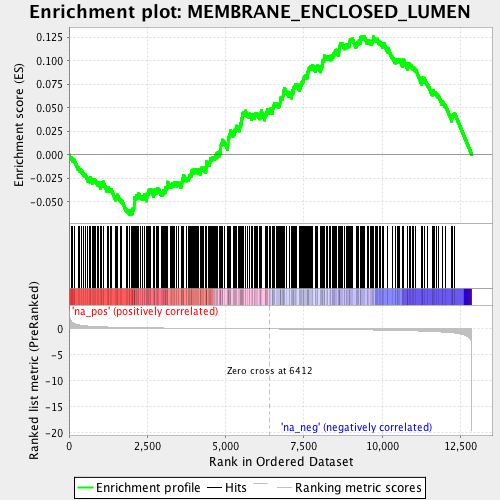 Enrichment plot: MEMBRANE_ENCLOSED_LUMEN
Enrichment score (ES)
0.125
0.100
0.075
0.050
0.025
0.000
-0.025
-0.050
'na_pos' (positively correlated)
Ranked list metric (PreRanked)
0
-5
-10
-15
-20
Zero cross at 6412
'na_neg' (negatively correlated)
0
2,500
5,000
7,500
10,000
12,500
Rank in Ordered Dataset
Enrichment profile
Hits
Ranking metric scores